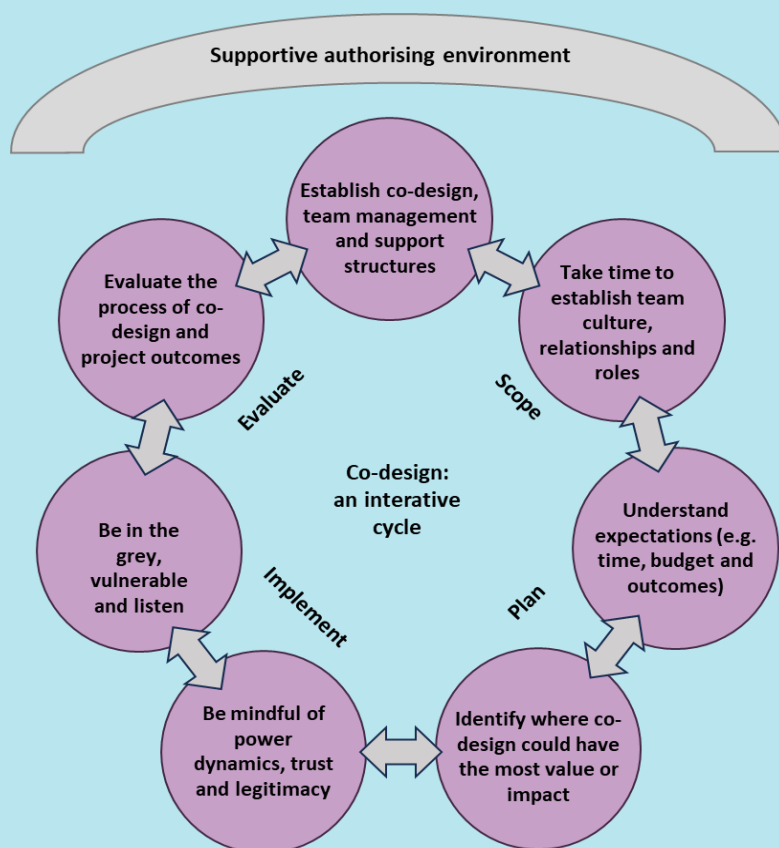 Supportive authorising environment
Establish co-design,
team management
and support
structures
Take time to
establish team
culture,
relationships and
roles
Understand
expectations (e.g.
time, budget and
outcomes)
Identify where co-
design could have
the most value or
impact
Be mindful of
power
dynamics, trust
and legitimacy
Be in the
grey,
vulnerable
and listen
Evaluate the
process of co-
design and
project outcomes
Scope
Plan
Implement
Evaluate
Co-design:
an interative
cycle